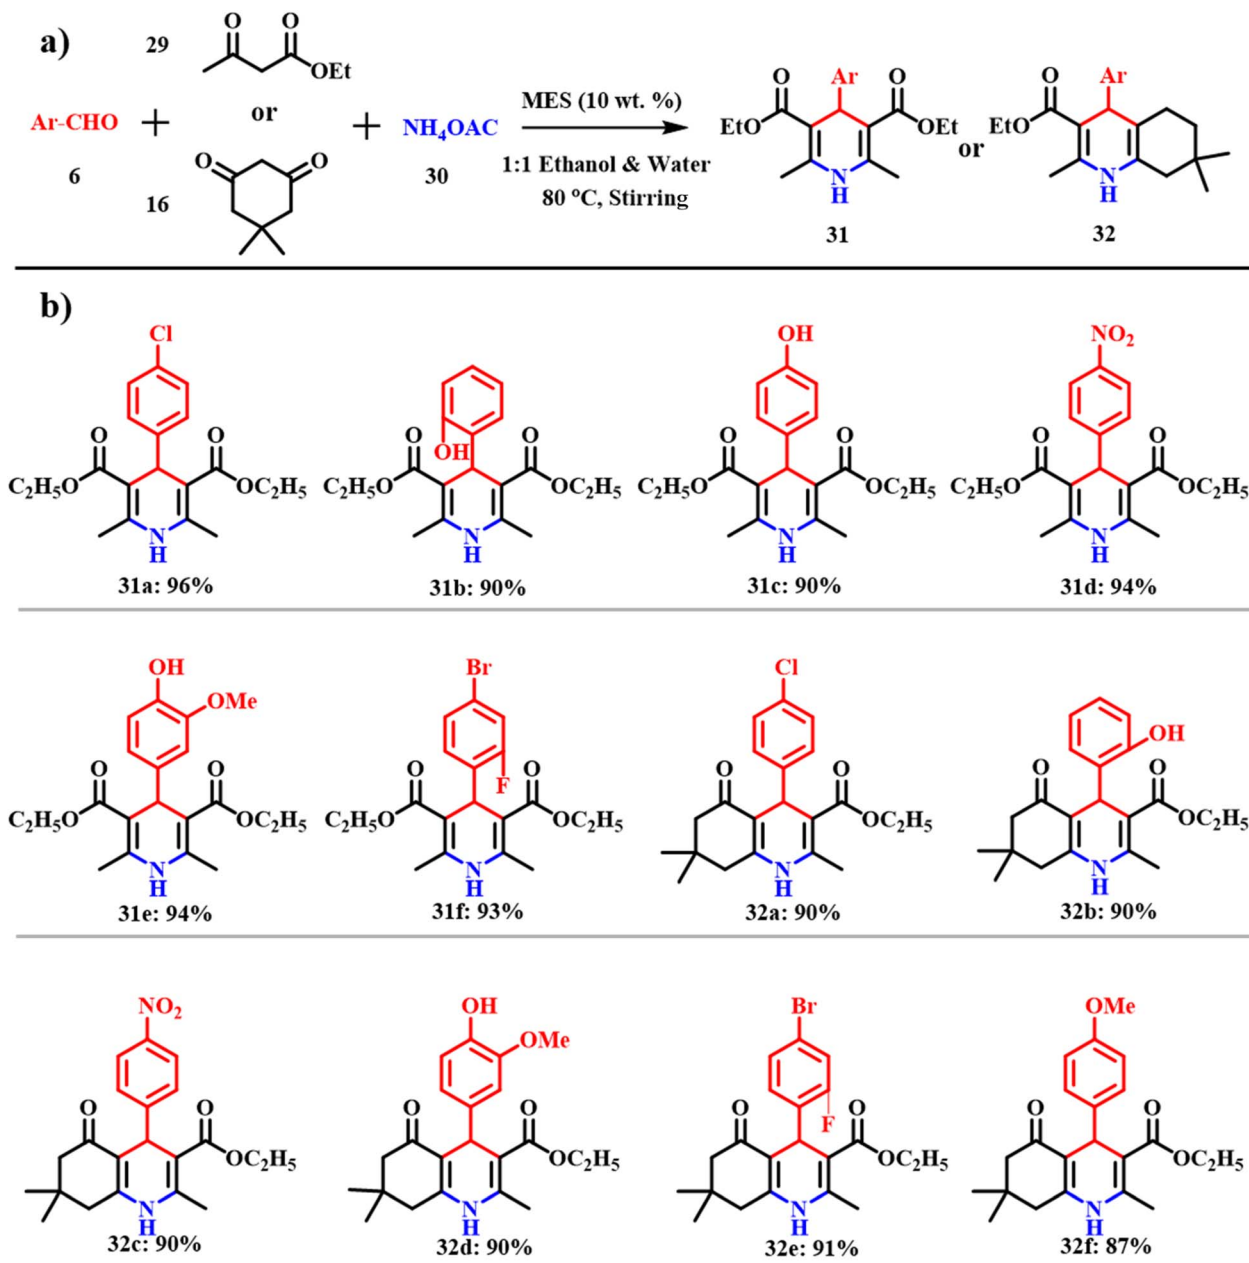 a)
29
O O
OEt
or
Ar-CHO + + NH₄OAC
6
30
16
O O
MES (10 wt. %)
1:1 Ethanol & Water
80 °C, Stirring
O Ar O
EtO OEt
N
H
31
or
O Ar
EtO
N
H
32
b)
Cl
O O
C₂H₅O OC₂H₅
N
H
31a: 96%
OH
O O
C₂H₅O OC₂H₅
N
H
31b: 90%
OH
O O
C₂H₅O OC₂H₅
N
H
31c: 90%
NO₂
O O
C₂H₅O OC₂H₅
N
H
31d: 94%
OH
OMe
O O
C₂H₅O OC₂H₅
N
H
31e: 94%
Br
F
O O
C₂H₅O OC₂H₅
N
H
31f: 93%
Cl
O O
OC₂H₅
N
H
32a: 90%
OH
O O
OC₂H₅
N
H
32b: 90%
NO₂
O O
OC₂H₅
N
H
32c: 90%
OH
OMe
O O
OC₂H₅
N
H
32d: 90%
Br
F
O O
OC₂H₅
N
H
32e: 91%
OMe
O O
OC₂H₅
N
H
32f: 87%